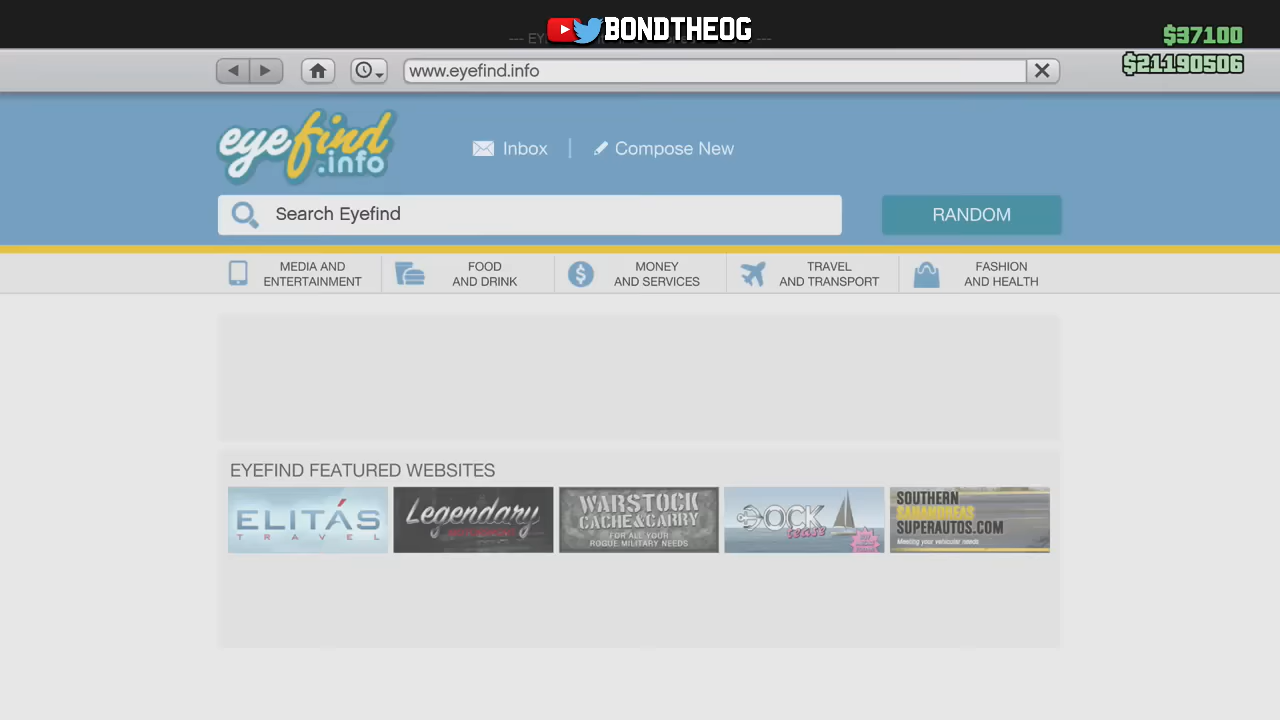 BONDTHEOG
$37100
$21190506
www.eyefind.info
eyefind
.info
Inbox
Compose New
Search Eyefind
RANDOM
MEDIA AND
ENTERTAINMENT
FOOD
AND DRINK
MONEY
AND SERVICES
TRAVEL
AND TRANSPORT
FASHION
AND HEALTH
EYEFIND FEATURED WEBSITES
ELITÁS
TRAVEL
Legendary
WARSTOCK
CACHE&CARRY
FOR ALL YOUR
ROGUE MILITARY NEEDS
DOCK
tease
SOUTHERN
SANANDREAS
SUPERAUTOS.COM
Meeting your vehicular needs